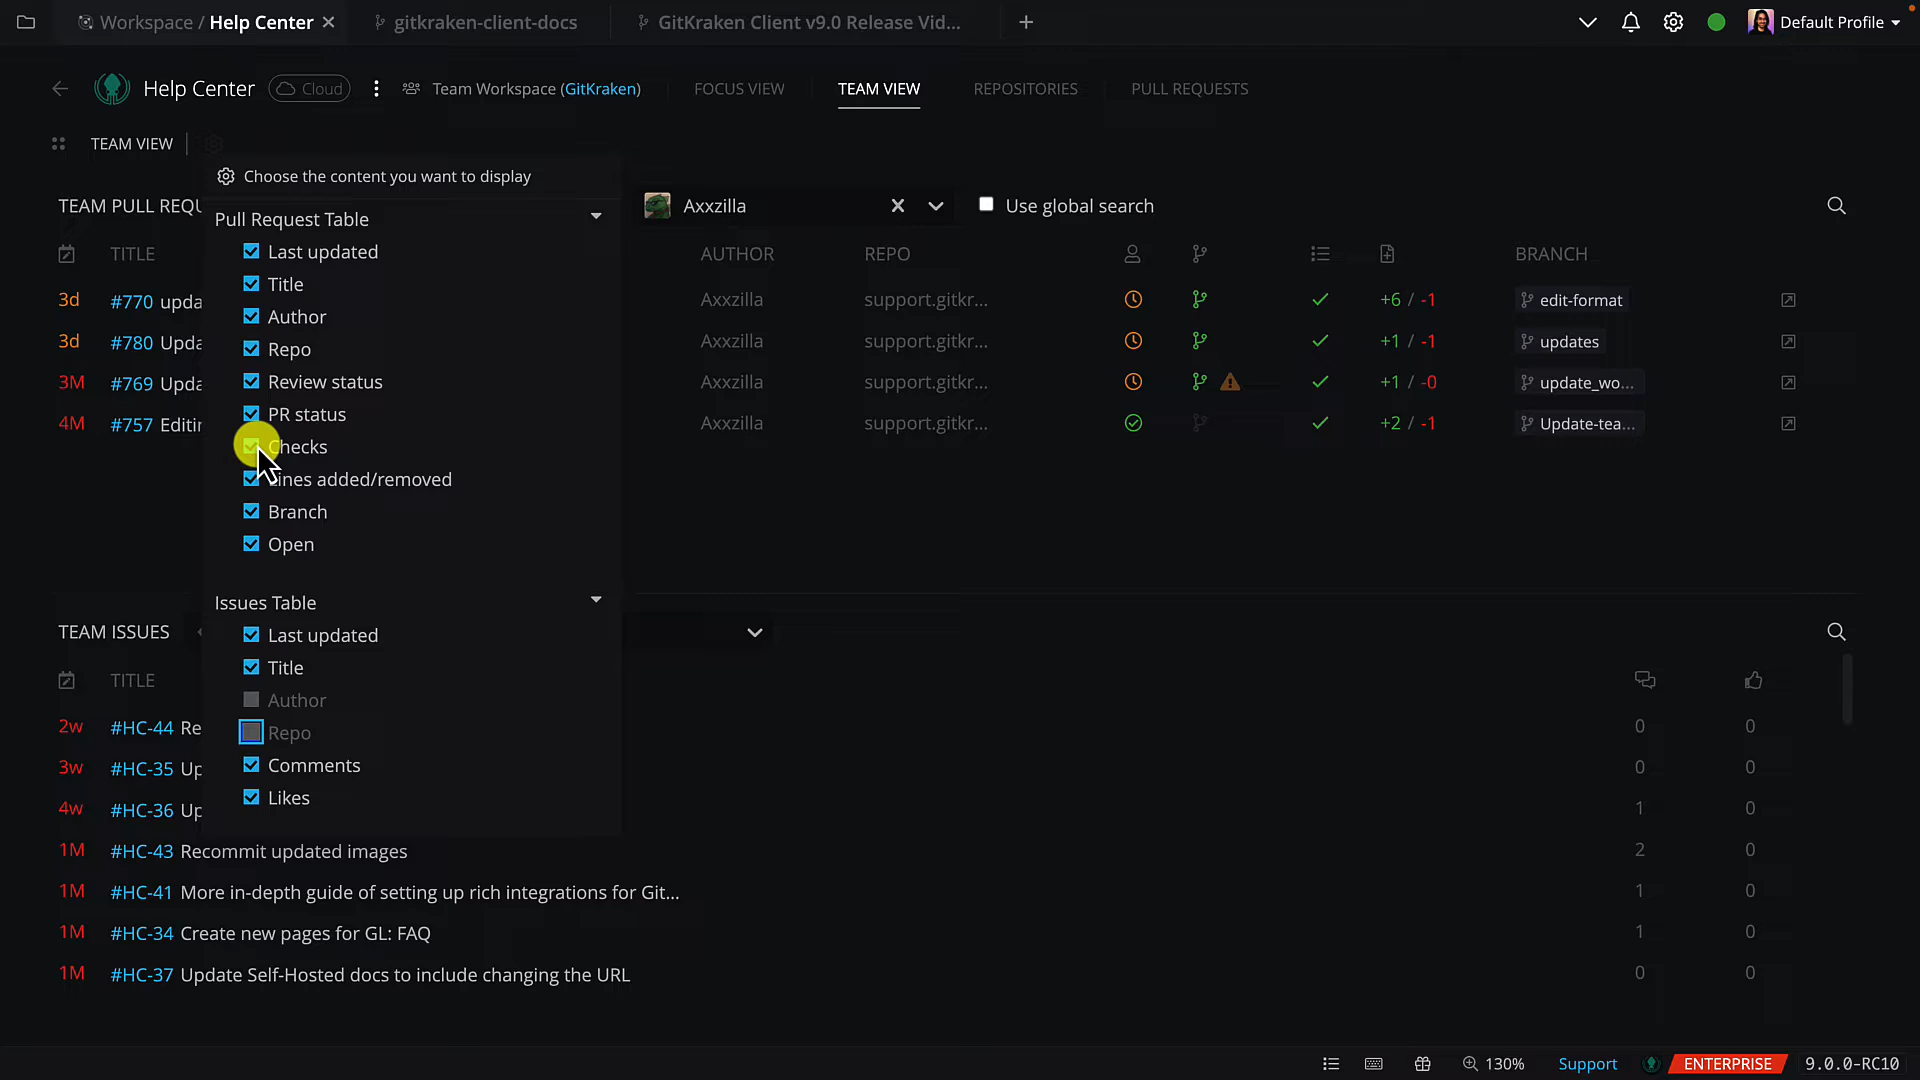 Workspace / Help Center
gitkraken-client-docs
GitKraken Client v9.0 Release Vid...
Default Profile
Help Center
Cloud
Team Workspace (GitKraken)
FOCUS VIEW
TEAM VIEW
REPOSITORIES
PULL REQUESTS
TEAM VIEW
Choose the content you want to display
TEAM PULL REQU
Axxzilla
Use global search
Pull Request Table
Last updated
Title
Author
Repo
Review status
PR status
Checks
Lines added/removed
Branch
Open
TITLE
AUTHOR
REPO
BRANCH
3d #770 upda Axxzilla support.gitkr... +6 / -1 edit-format
3d #780 Upda Axxzilla support.gitkr... +1 / -1 updates
3M #769 Upda Axxzilla support.gitkr... +1 / -0 update_wo...
4M #757 Editin Axxzilla support.gitkr... +2 / -1 Update-tea...
Issues Table
Last updated
Title
Author
Repo
Comments
Likes
TEAM ISSUES
TITLE
2w #HC-44 Re 0 0
3w #HC-35 Up 0 0
4w #HC-36 Up 1 0
1M #HC-43 Recommit updated images 2 0
1M #HC-41 More in-depth guide of setting up rich integrations for Git... 1 0
1M #HC-34 Create new pages for GL: FAQ 1 0
1M #HC-37 Update Self-Hosted docs to include changing the URL 0 0
130%
Support
ENTERPRISE
9.0.0-RC10